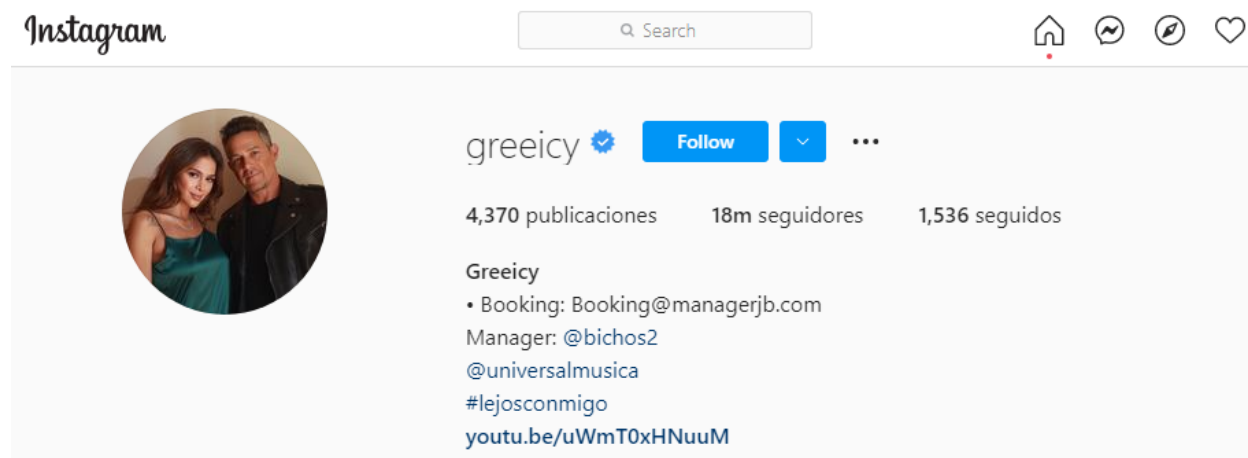 Instagram
Search
greeicy
Follow
4,370 publicaciones 18m seguidores 1,536 seguidos
Greeicy
• Booking: Booking@managerjb.com
Manager: @bichos2
@universalmusica
#lejosconmigo
youtu.be/uWmT0xHNuuM